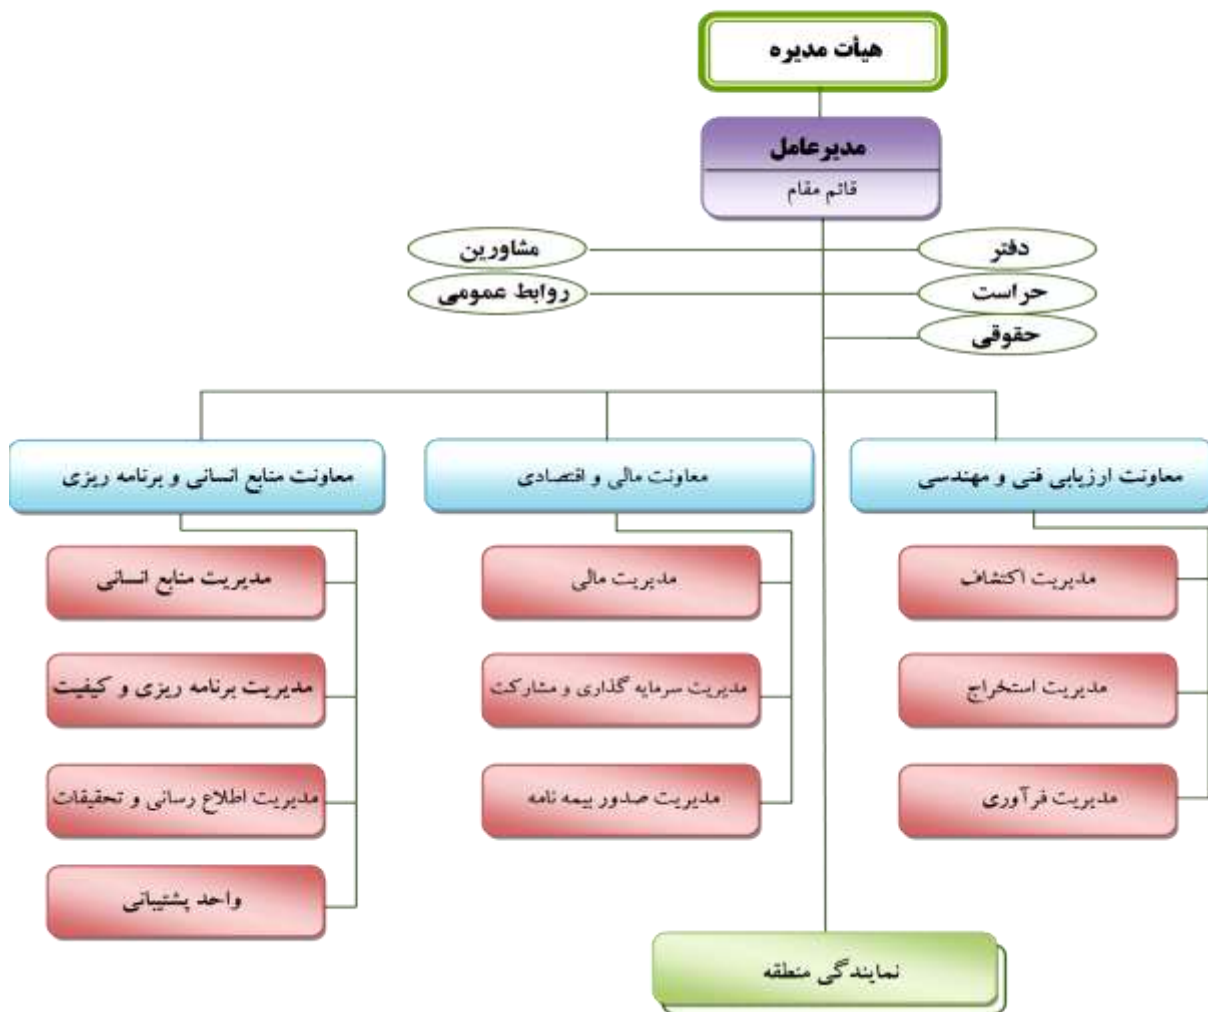 هیأت مدیره
مدیرعامل
قائم مقام
دفتر
مشاورین
حراست
روابط عمومی
حقوقی
معاونت ارزیابی فنی و مهندسی
معاونت مالی و اقتصادی
معاونت منابع انسانی و برنامه ریزی
مدیریت اکتشاف
مدیریت مالی
مدیریت منابع انسانی
مدیریت استخراج
مدیریت سرمایه گذاری و مشارکت
مدیریت برنامه ریزی و کیفیت
مدیریت فرآوری
مدیریت صدور بیمه نامه
مدیریت اطلاع رسانی و تحقیقات
واحد پشتیبانی
نمایندگی منطقه